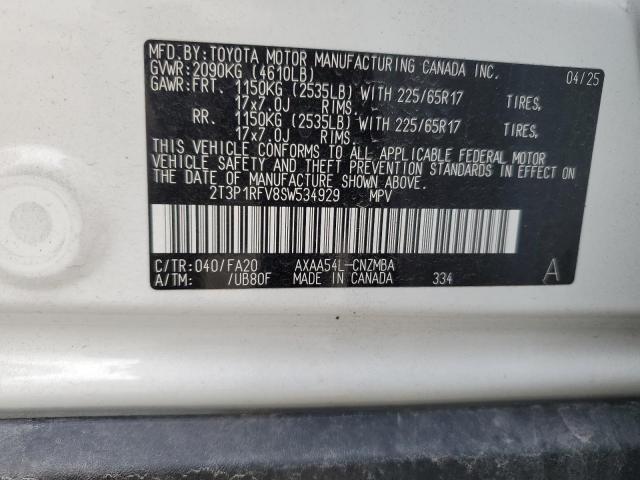 MFD. BY: TOYOTA MOTOR MANUFACTURING CANADA INC.
GVWR: 2090KG (4610LB) 04/25
GAWR: FRT. 1150KG (2535LB) WITH 225/65R17 TIRES,
17x7.0J RIMS,
RR. 1150KG (2535LB) WITH 225/65R17 TIRES,
17x7.0J RIMS,
THIS VEHICLE CONFORMS TO ALL APPLICABLE FEDERAL MOTOR
VEHICLE SAFETY AND THEFT PREVENTION STANDARDS IN EFFECT ON
THE DATE OF MANUFACTURE SHOWN ABOVE.
2T3P1RFV8SW534929 MPV
C/TR: 040/FA20 AXAA54L-CNZMBA A
A/TM: /UB80F MADE IN CANADA 334